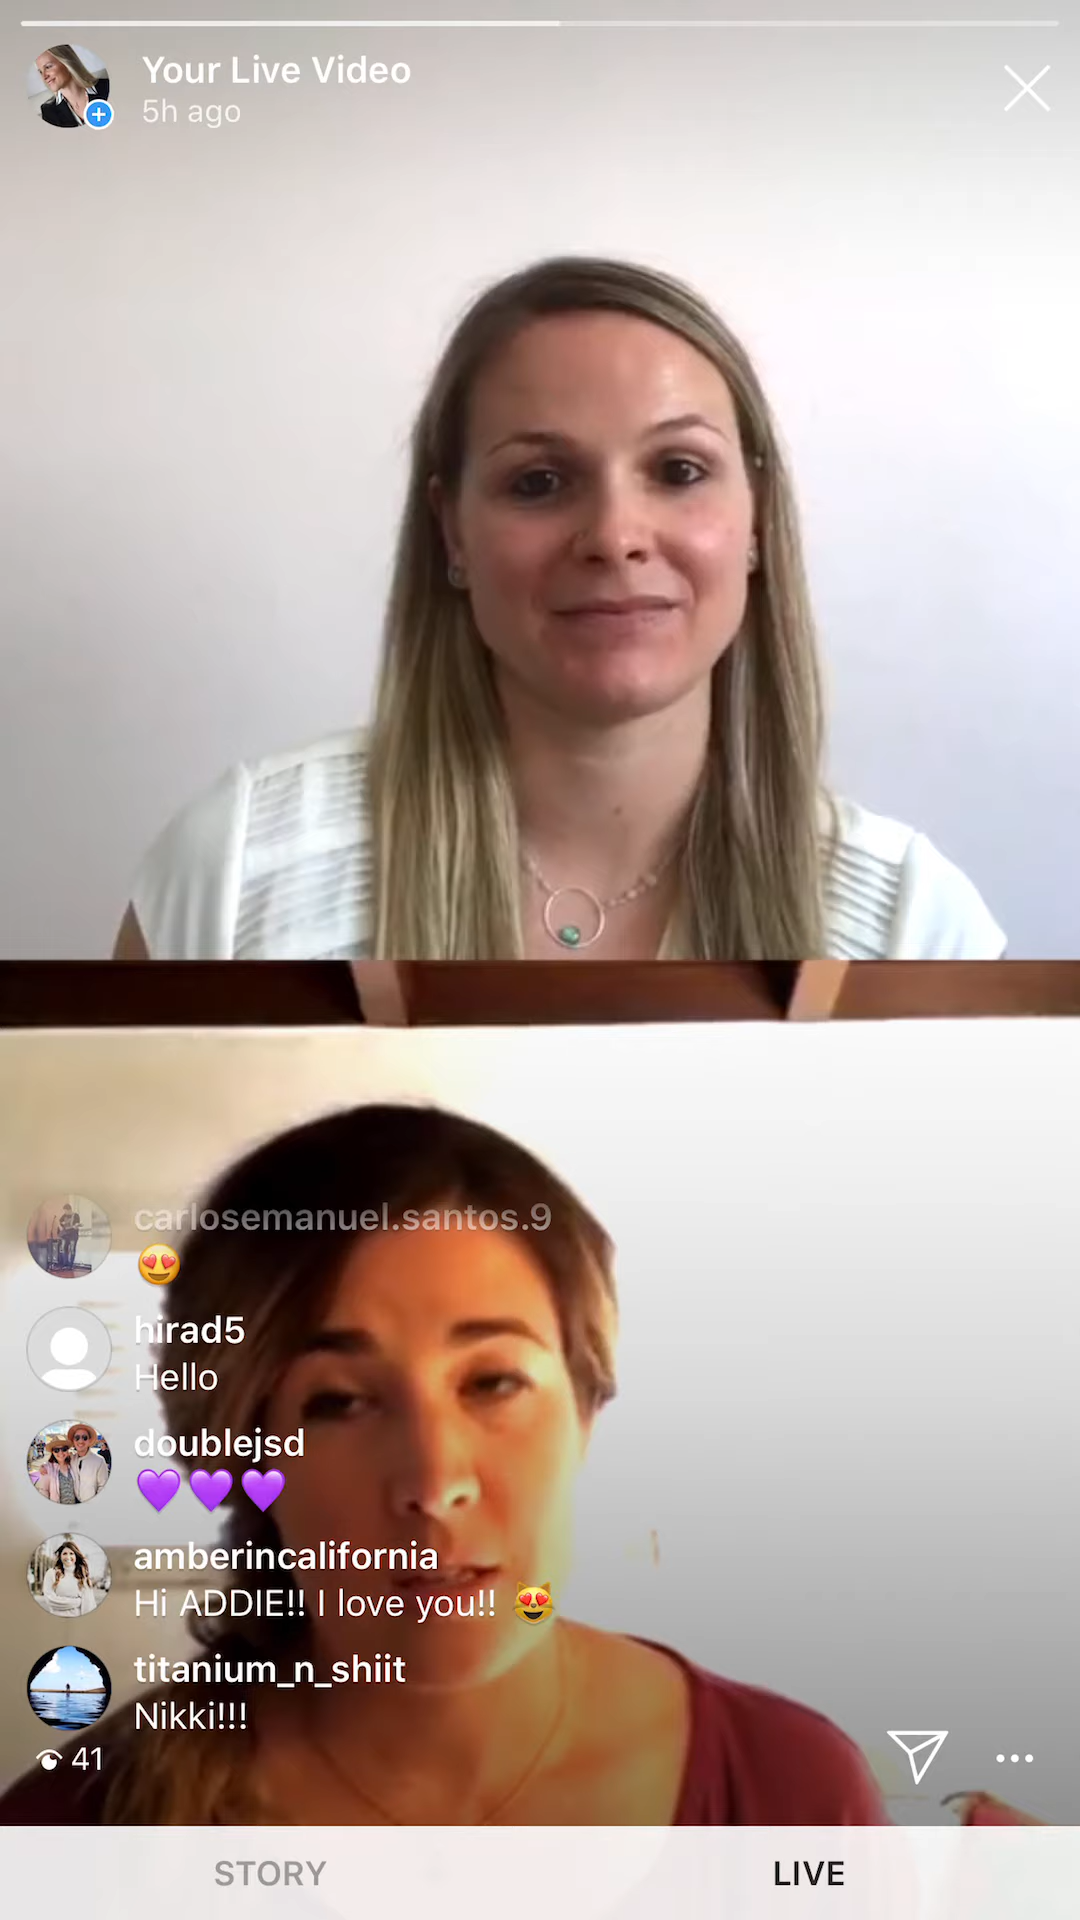 Your Live Video
5h ago
carlosemanuel.santos.9
😍
hirad5
Hello
doublejsd
💜💜💜
amberincalifornia
Hi ADDIE!! I love you!! 😻
titanium_n_shiit
Nikki!!!
41
STORY
LIVE